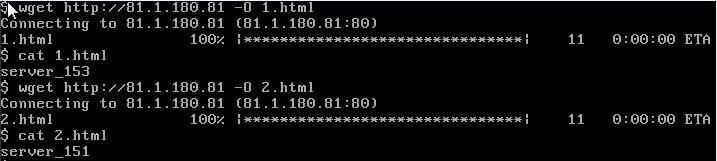 $ wget http://81.1.180.81 -O 1.html
Connecting to 81.1.180.81 (81.1.180.81:80)
1.html 100% |*******************************| 11 0:00:00 ETA
$ cat 1.html
server_153
$ wget http://81.1.180.81 -O 2.html
Connecting to 81.1.180.81 (81.1.180.81:80)
2.html 100% |*******************************| 11 0:00:00 ETA
$ cat 2.html
server_151